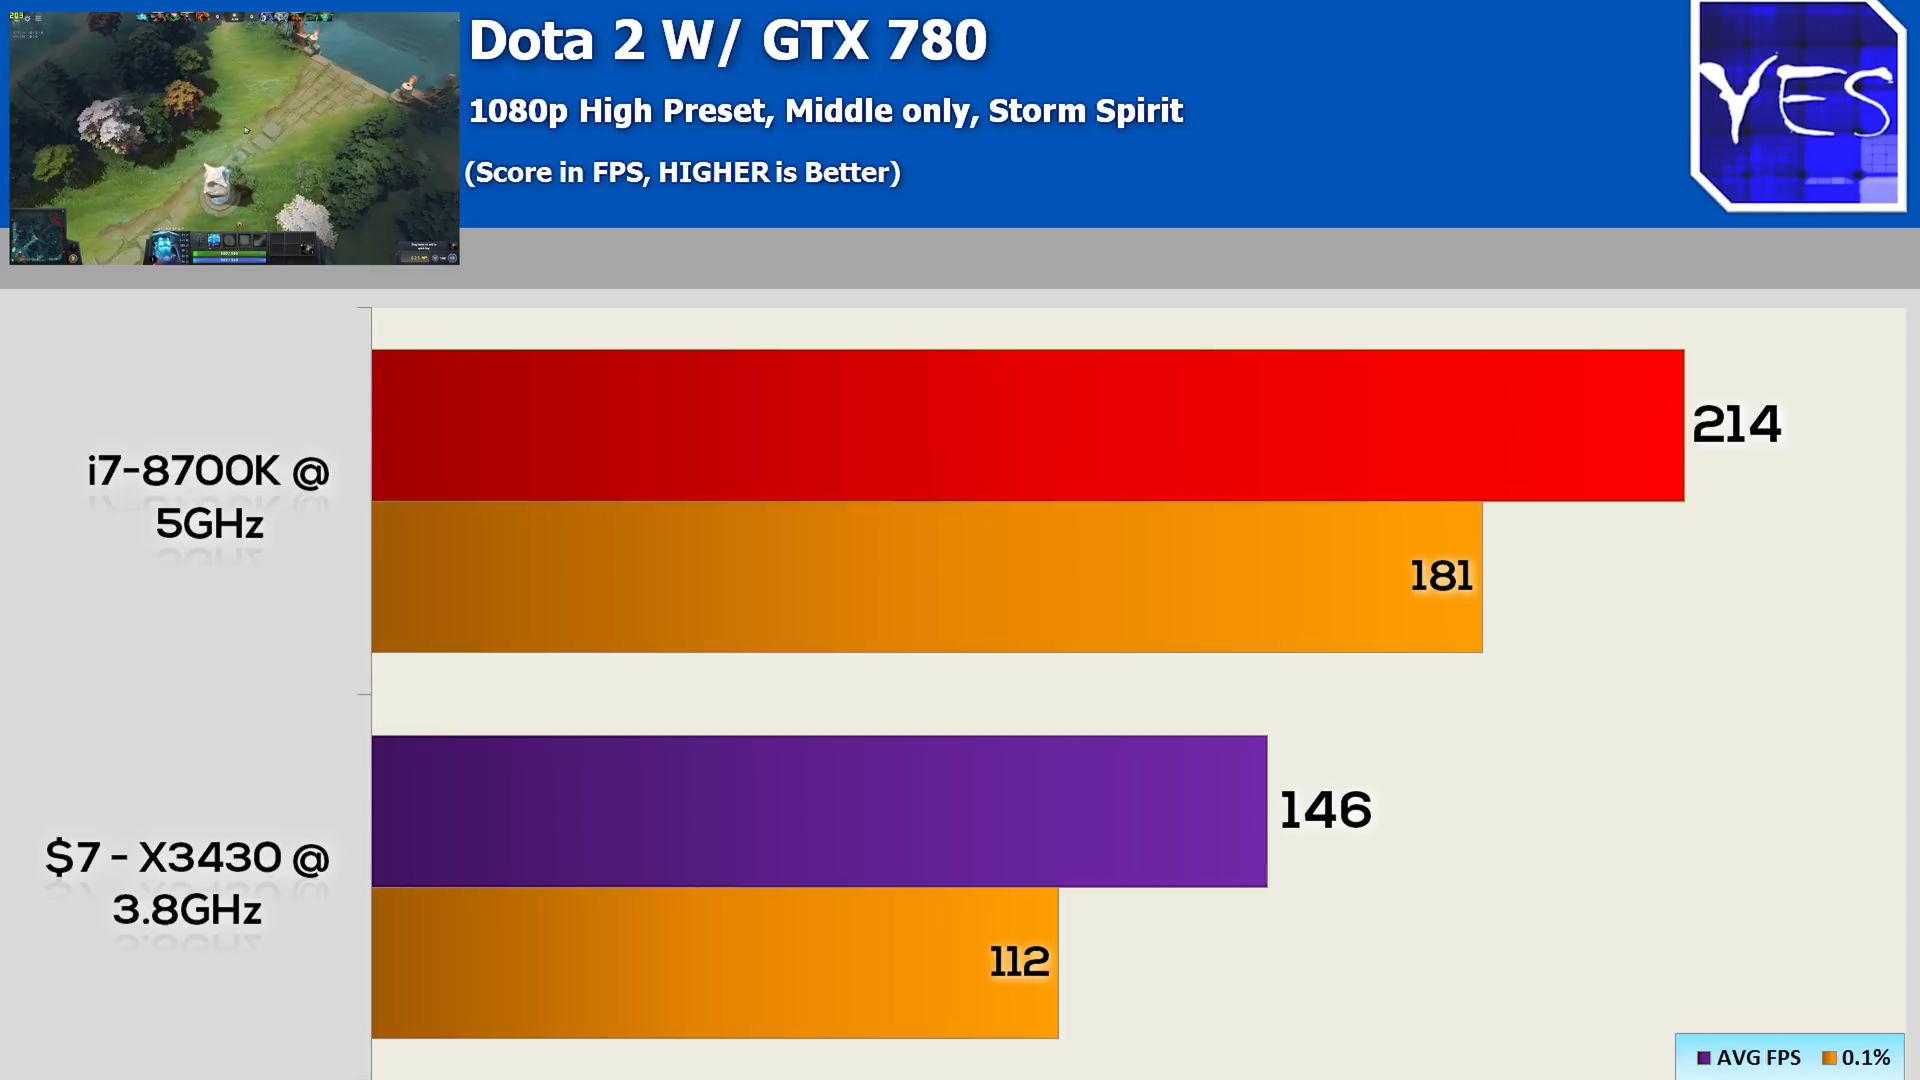 Dota 2 W/ GTX 780
1080p High Preset, Middle only, Storm Spirit
(Score in FPS, HIGHER is Better)
YES
i7-8700K @
5GHz
214
181
$7 - X3430 @
3.8GHz
146
112
AVG FPS 0.1%